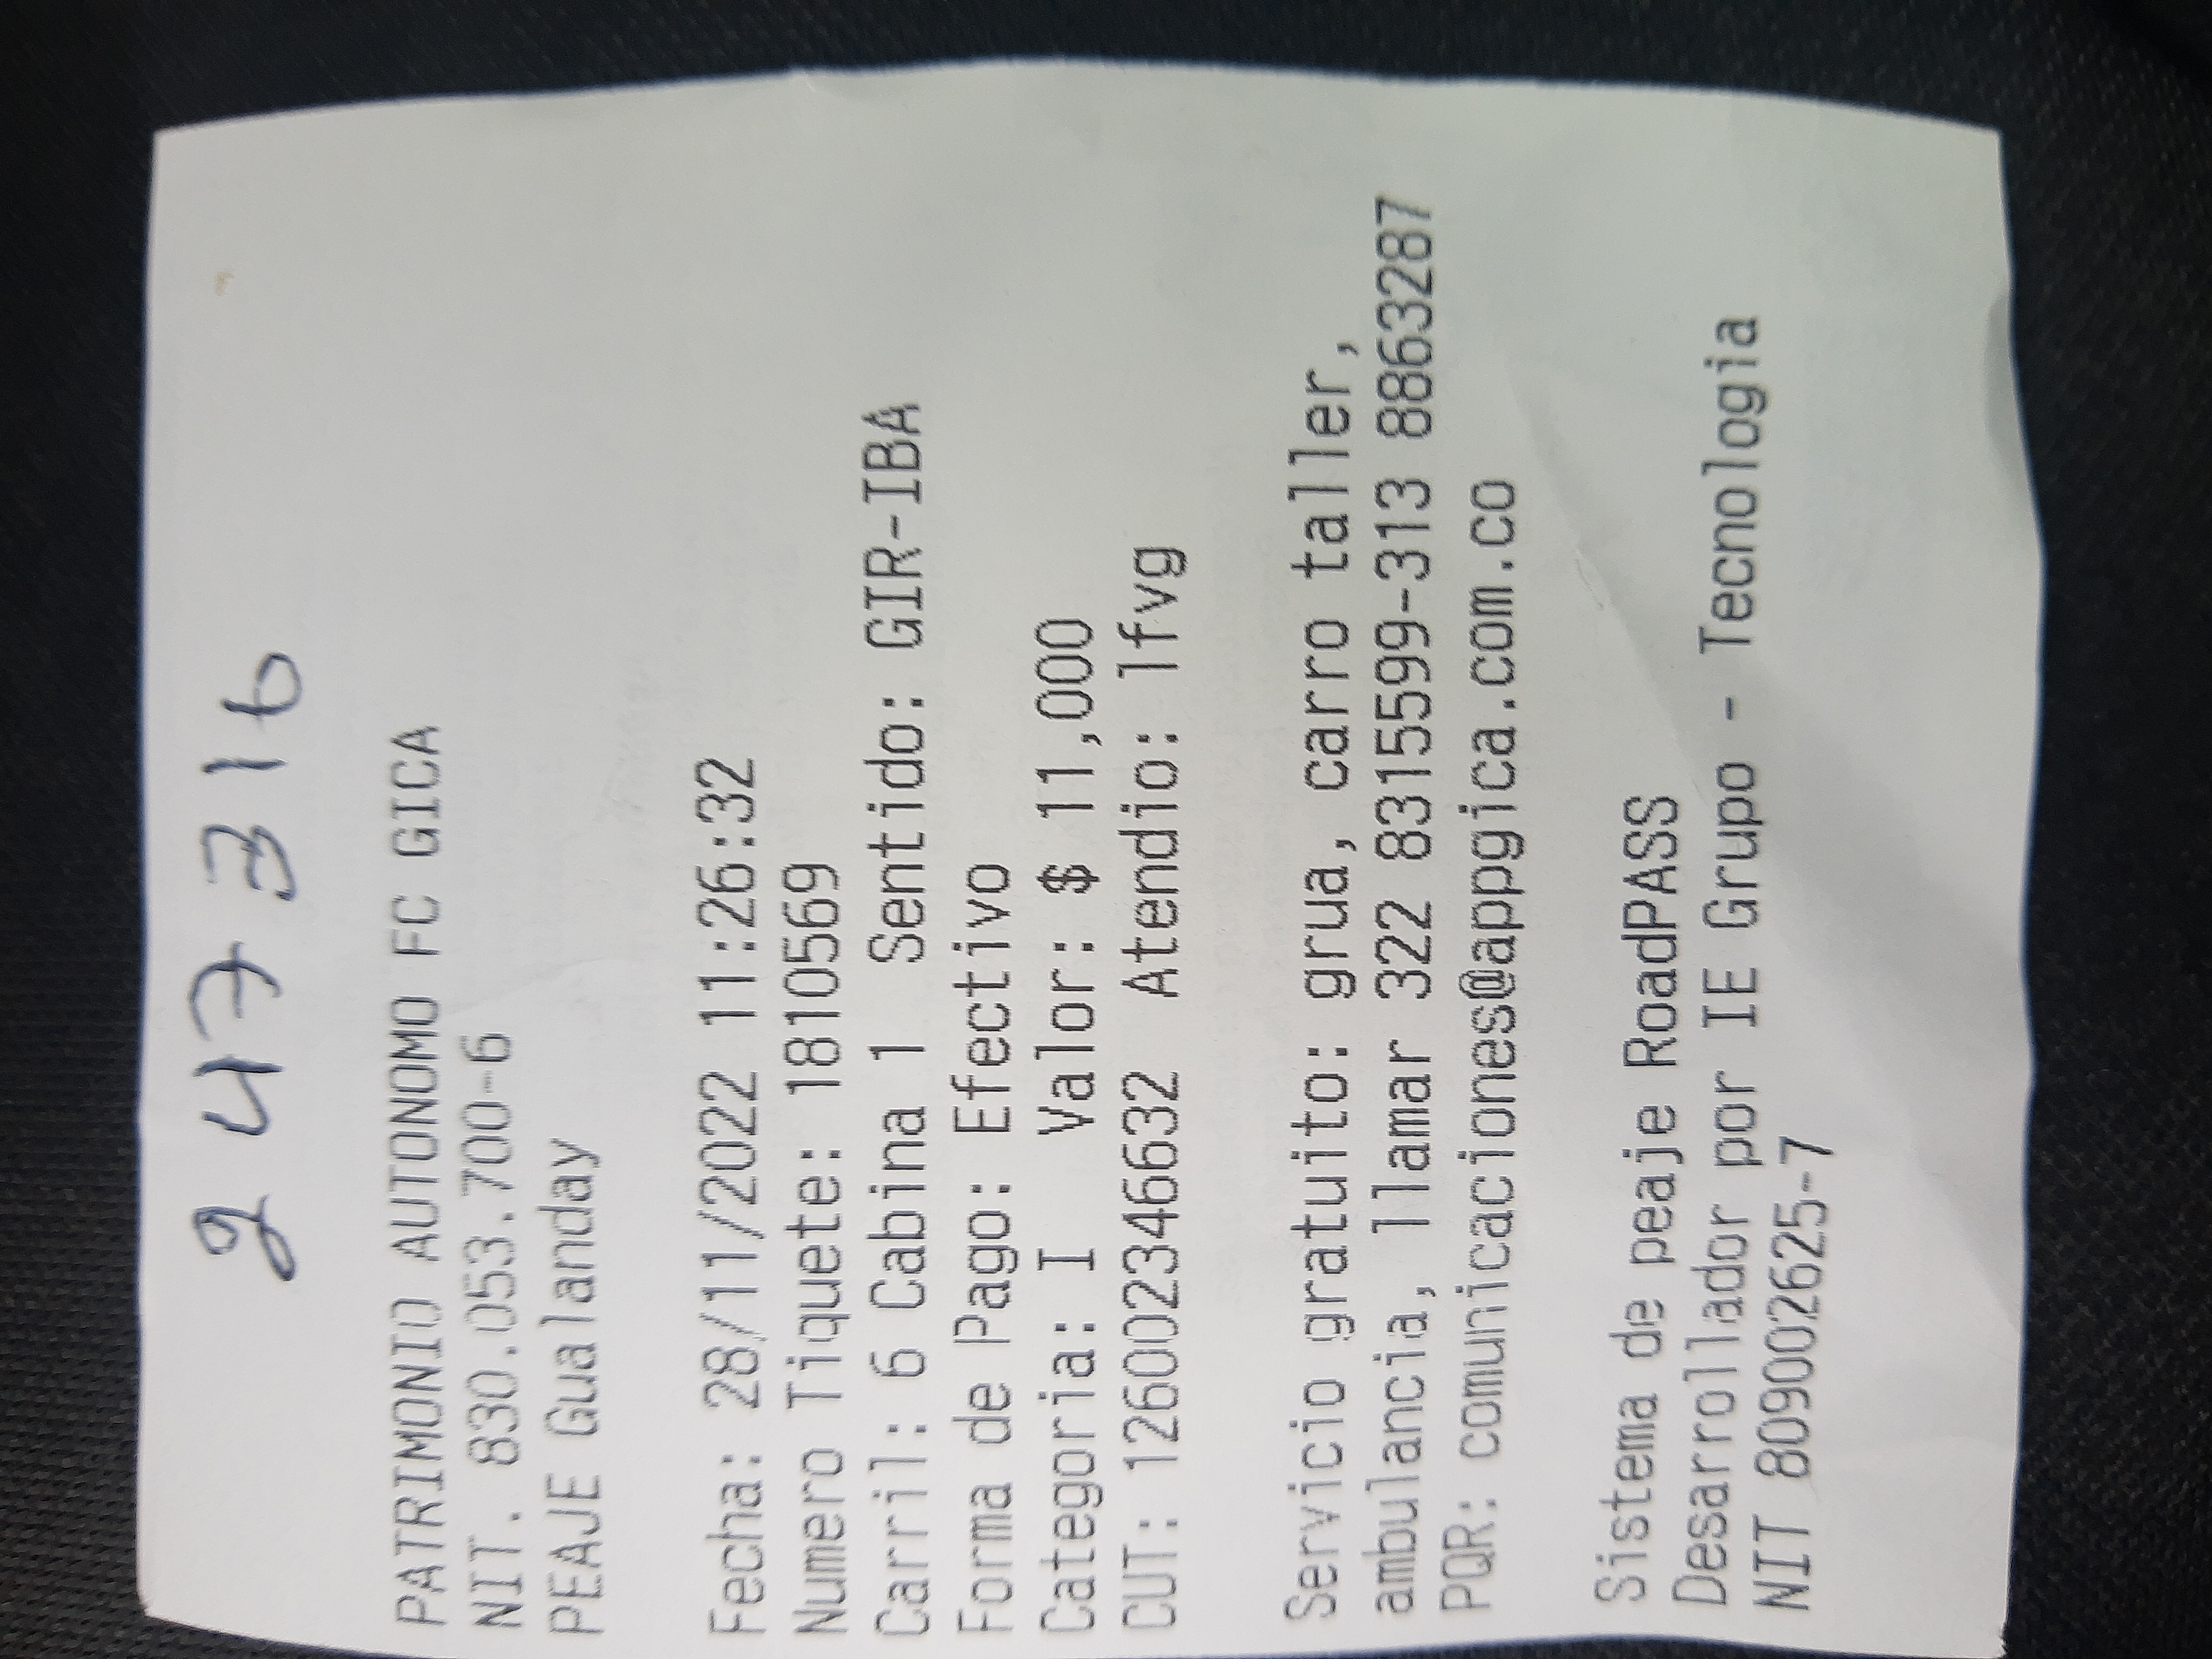 247316
PATRIMONIO AUTONOMO FC GICA
NIT. 830.053.700-6
PEAJE Gualanday
Fecha: 28/11/2022 11:26:32
Numero Tiquete: 1810569
Carril: 6 Cabina 1 Sentido: GIR-IBA
Forma de Pago: Efectivo
Categoria: I Valor: $ 11,000
CUT: 126002346632 Atendio: lfvg
Servicio gratuito: grua, carro taller,
ambulancia, llamar 322 8315599-313 8863287
PQR: comunicaciones@appgica.com.co
Sistema de peaje RoadPASS
Desarrollador por IE Grupo - Tecnologia
NIT 809002625-7